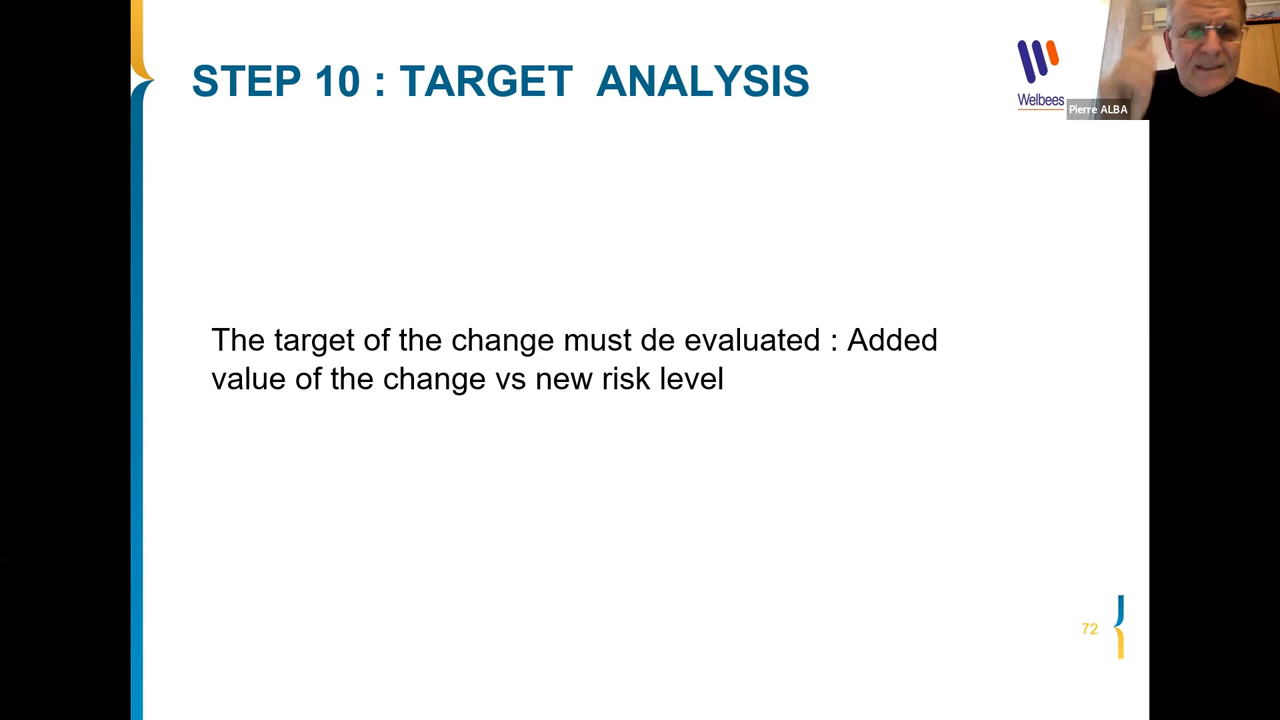 STEP 10 : TARGET ANALYSIS
Welbees
Pierre ALBA
The target of the change must de evaluated : Added
value of the change vs new risk level
72